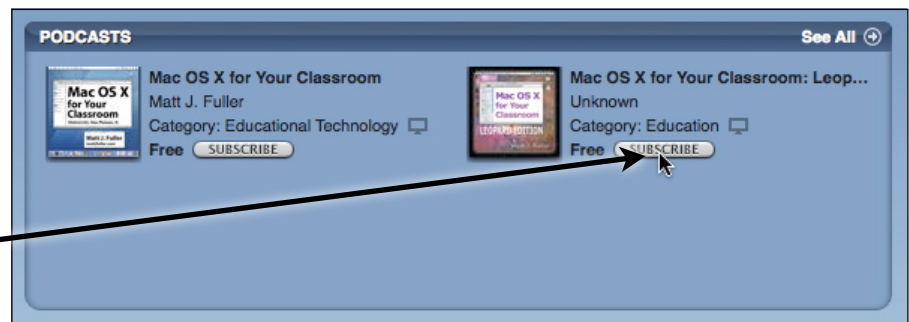 PODCASTS
See All
Mac OS X for Your Classroom
Matt J. Fuller
Category: Educational Technology
Free SUBSCRIBE
Mac OS X
for Your
Classroom
Matt J. Fuller
Mac OS X for Your Classroom: Leop...
Unknown
Category: Education
Free SUBSCRIBE
Mac OS X
for Your
Classroom
LEOPARD EDITION
Matt J. Fuller